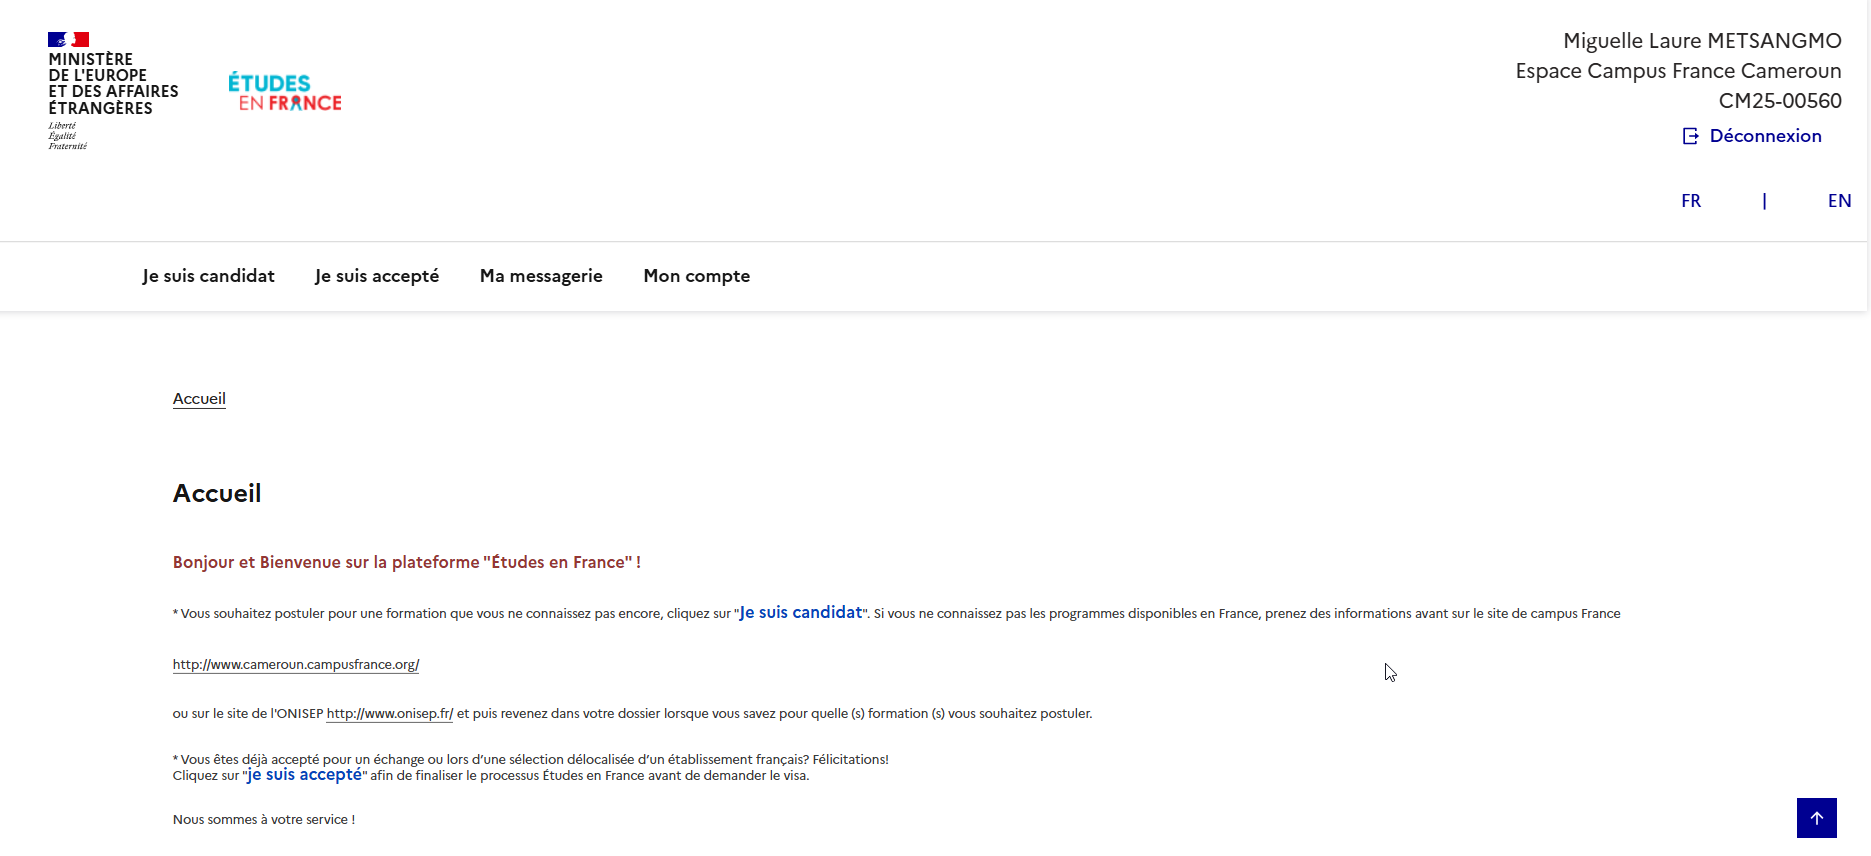 MINISTÈRE
DE L'EUROPE
ET DES AFFAIRES
ÉTRANGÈRES
Liberté
Égalité
Fraternité
ÉTUDES
EN FRANCE
Miguelle Laure METSANGMO
Espace Campus France Cameroun
CM25-00560
Déconnexion
FR | EN
Je suis candidat Je suis accepté Ma messagerie Mon compte
Accueil
Accueil
Bonjour et Bienvenue sur la plateforme "Études en France" !
* Vous souhaitez postuler pour une formation que vous ne connaissez pas encore, cliquez sur "Je suis candidat". Si vous ne connaissez pas les programmes disponibles en France, prenez des informations avant sur le site de campus France
http://www.cameroun.campusfrance.org/
ou sur le site de l'ONISEP http://www.onisep.fr/ et puis revenez dans votre dossier lorsque vous savez pour quelle (s) formation (s) vous souhaitez postuler.
* Vous êtes déjà accepté pour un échange ou lors d’une sélection délocalisée d’un établissement français? Félicitations!
Cliquez sur "je suis accepté" afin de finaliser le processus Études en France avant de demander le visa.
Nous sommes à votre service !